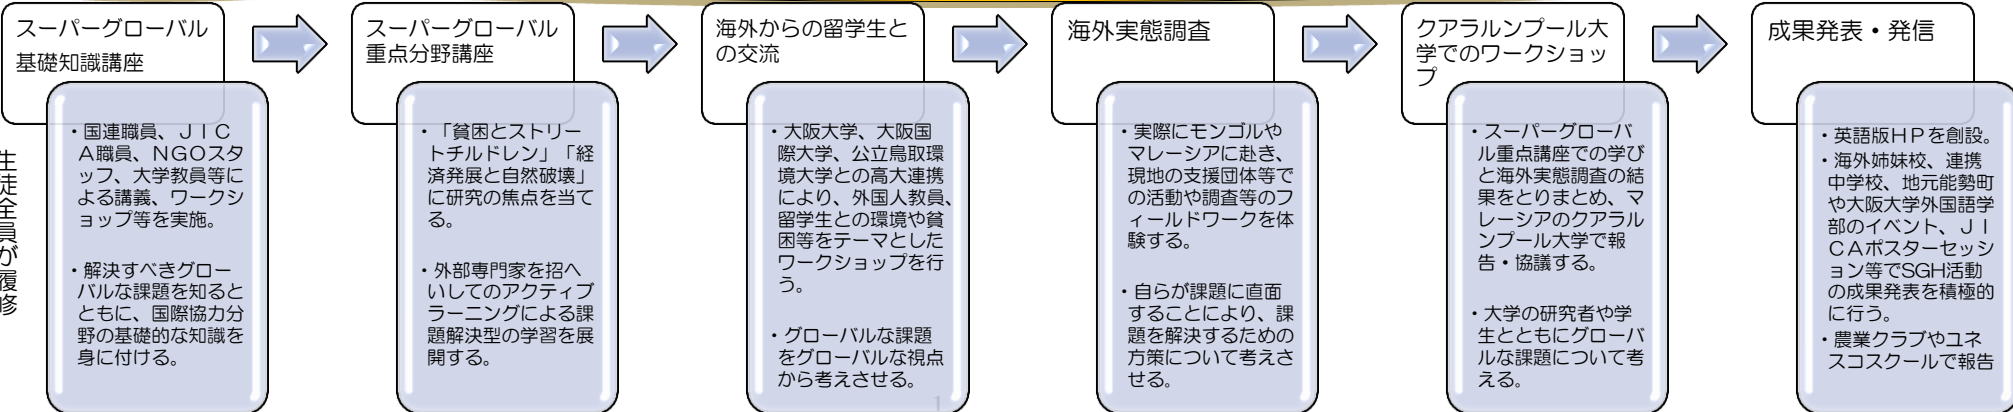 生徒全員が履修
スーパーグローバル
基礎知識講座
・国連職員、ＪＩＣ
Ａ職員、ＮＧＯスタ
ッフ、大学教員等に
よる講義、ワークシ
ョップ等を実施。
・解決すべきグロー
バルな課題を知ると
ともに、国際協力分
野の基礎的な知識を
身に付ける。
スーパーグローバル
重点分野講座
・「貧困とストリー
トチルドレン」「経
済発展と自然破壊」
に研究の焦点を当て
る。
・外部専門家を招へ
いしてのアクティブ
ラーニングによる課
題解決型の学習を展
開する。
海外からの留学生と
の交流
・大阪大学、大阪国
際大学、公立鳥取環
境大学との高大連携
により、外国人教員、
留学生との環境や貧
困等をテーマとした
ワークショップを行
う。
・グローバルな課題
をグローバルな視点
から考えさせる。
海外実態調査
・実際にモンゴルや
マレーシアに赴き、
現地の支援団体等で
の活動や調査等のフ
ィールドワークを体
験する。
・自らが課題に直面
することにより、課
題を解決するための
方策について考えさ
せる。
クアラルンプール大
学でのワークショッ
プ
・スーパーグローバ
ル重点講座での学び
と海外実態調査の結
果をとりまとめ、マ
レーシアのクアラル
ンプール大学で報
告・協議する。
・大学の研究者や学
生とともにグローバ
ルな課題について考
える。
成果発表・発信
・英語版ＨＰを創設。
・海外姉妹校、連携
中学校、地元能勢町
や大阪大学外国語学
部のイベント、ＪＩ
ＣＡポスターセッシ
ョン等でSGH活動
の成果発表を積極的
に行う。
・農業クラブやユネ
スコスクールで報告
1